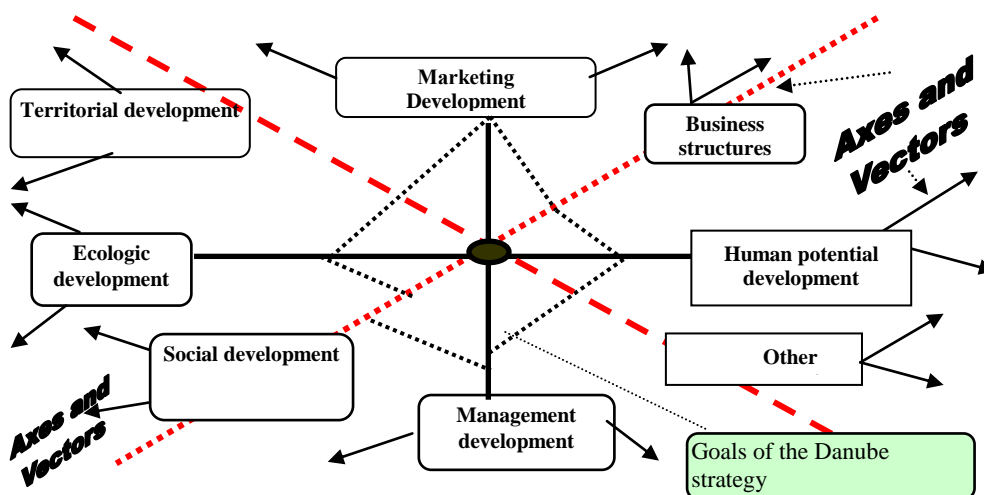 Marketing
Development
Territorial development
Business
structures
Axes and
Vectors
Ecologic
development
Human potential
development
Social development
Other
Axes and
Vectors
Management
development
Goals of the Danube
strategy